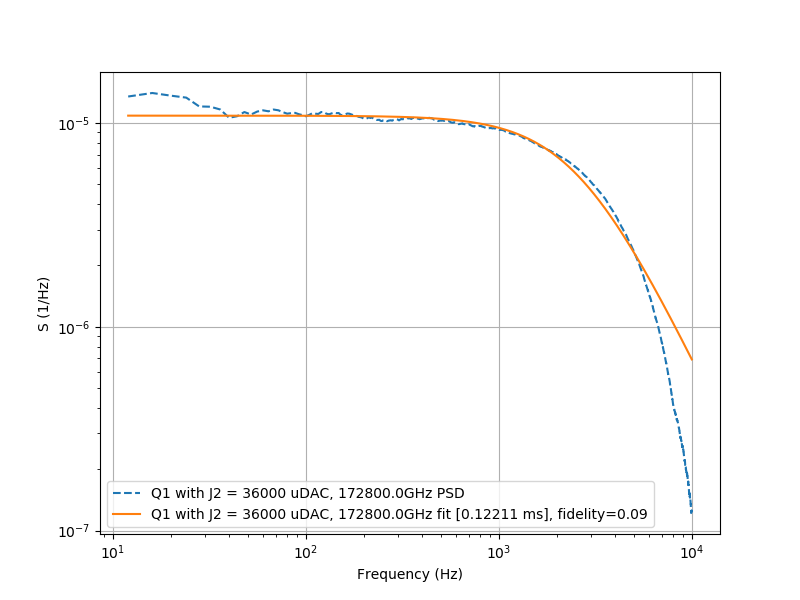 10⁻⁵
10⁻⁶
10⁻⁷
S (1/Hz)
Q1 with J2 = 36000 uDAC, 172800.0GHz PSD
Q1 with J2 = 36000 uDAC, 172800.0GHz fit [0.12211 ms], fidelity=0.09
10¹ 10² 10³ 10⁴
Frequency (Hz)